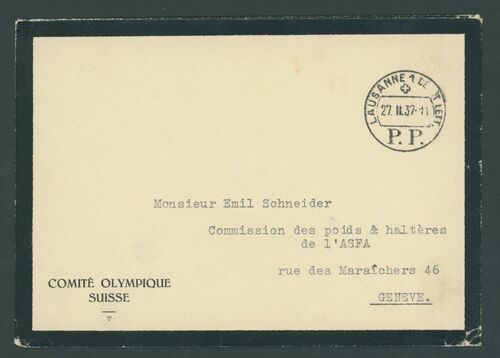 LAUSANNE 1
LETT.
27. II. 37-11
P.P.
Monsieur Emil Schneider
Commission des poids & haltères
de l'ASFA
rue des Maraîchers 46
GENEVE.
COMITÉ OLYMPIQUE
SUISSE